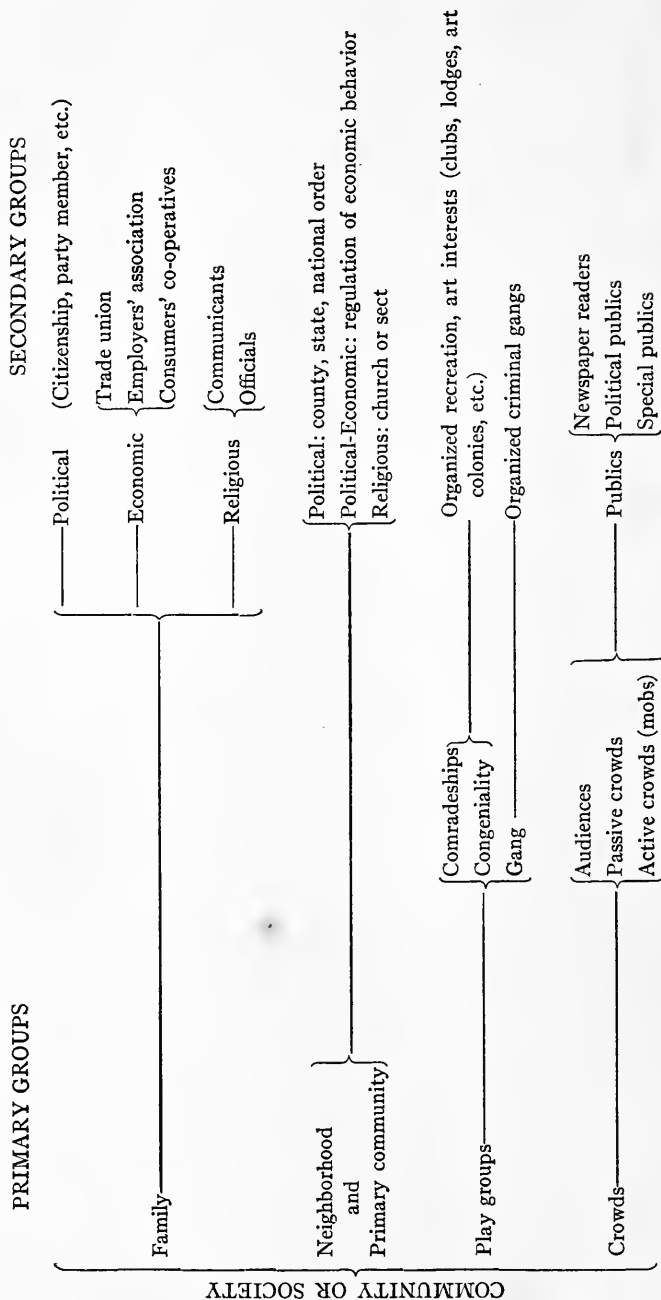 PRIMARY GROUPS
SECONDARY GROUPS
COMMUNITY OR SOCIETY
Family
Political
(Citizenship, party member, etc.)
Economic
Trade union
Employers' association
Consumers' co-operatives
Religious
Communicants
Officials
Neighborhood
and
Primary community
Political: county, state, national order
Political-Economic: regulation of economic behavior
Religious: church or sect
Play groups
Comradeships
Congeniality
Gang
Organized recreation, art interests (clubs, lodges, art
colonies, etc.)
Organized criminal gangs
Crowds
Audiences
Passive crowds
Active crowds (mobs)
Publics
Newspaper readers
Political publics
Special publics